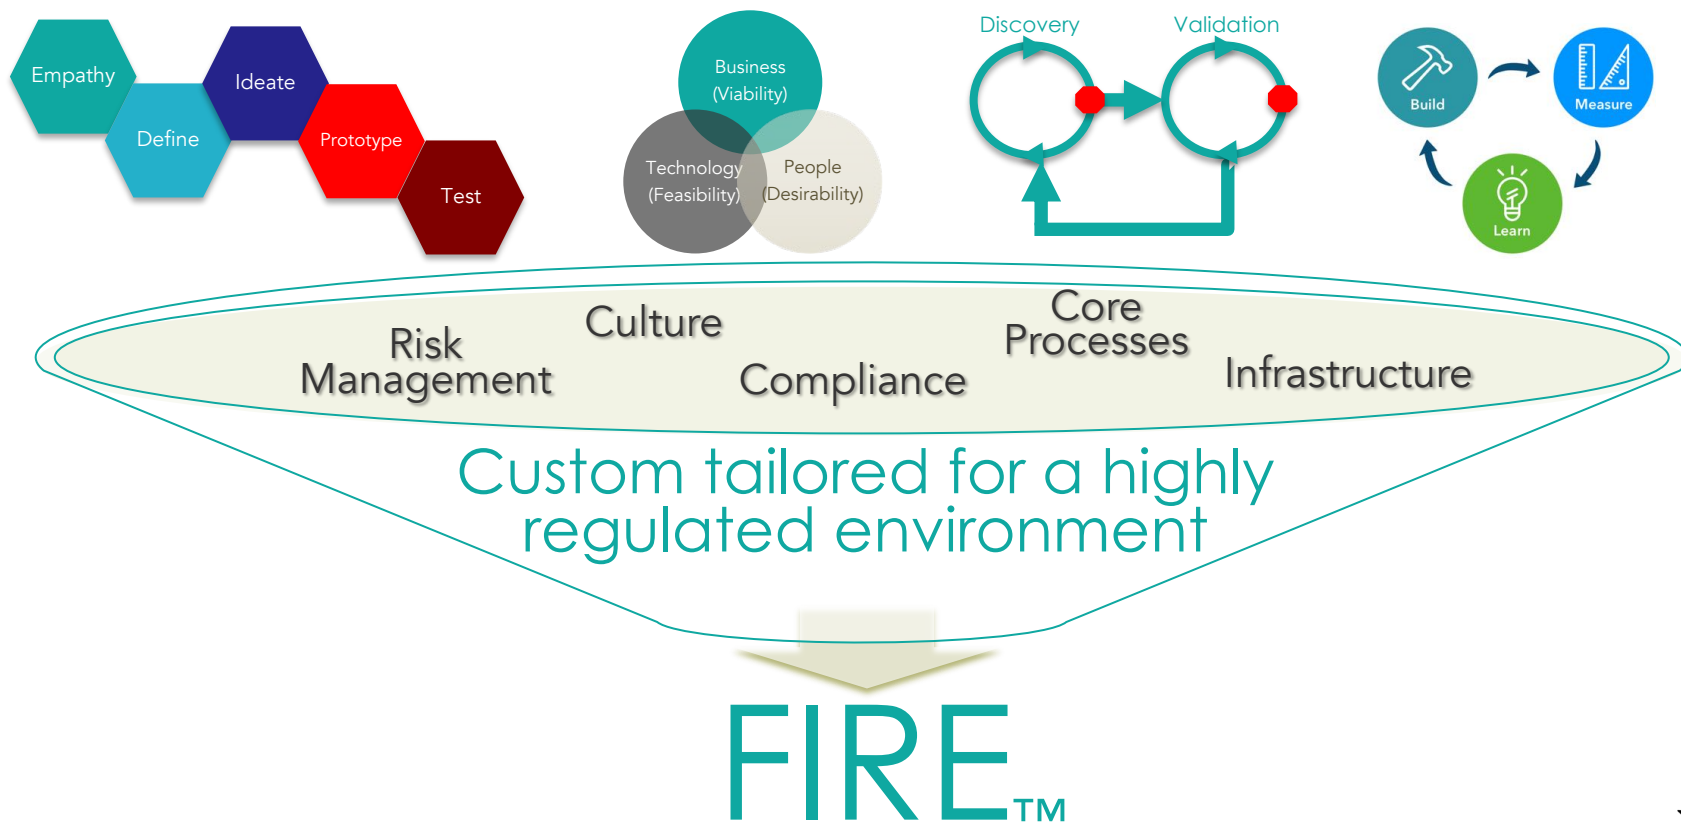 Empathy
Define
Ideate
Prototype
Test
Business
(Viability)
Technology
(Feasibility)
People
(Desirability)
Discovery
Validation
Build
Measure
Learn
Risk
Management
Culture
Compliance
Core
Processes
Infrastructure
Custom tailored for a highly
regulated environment
FIRE™